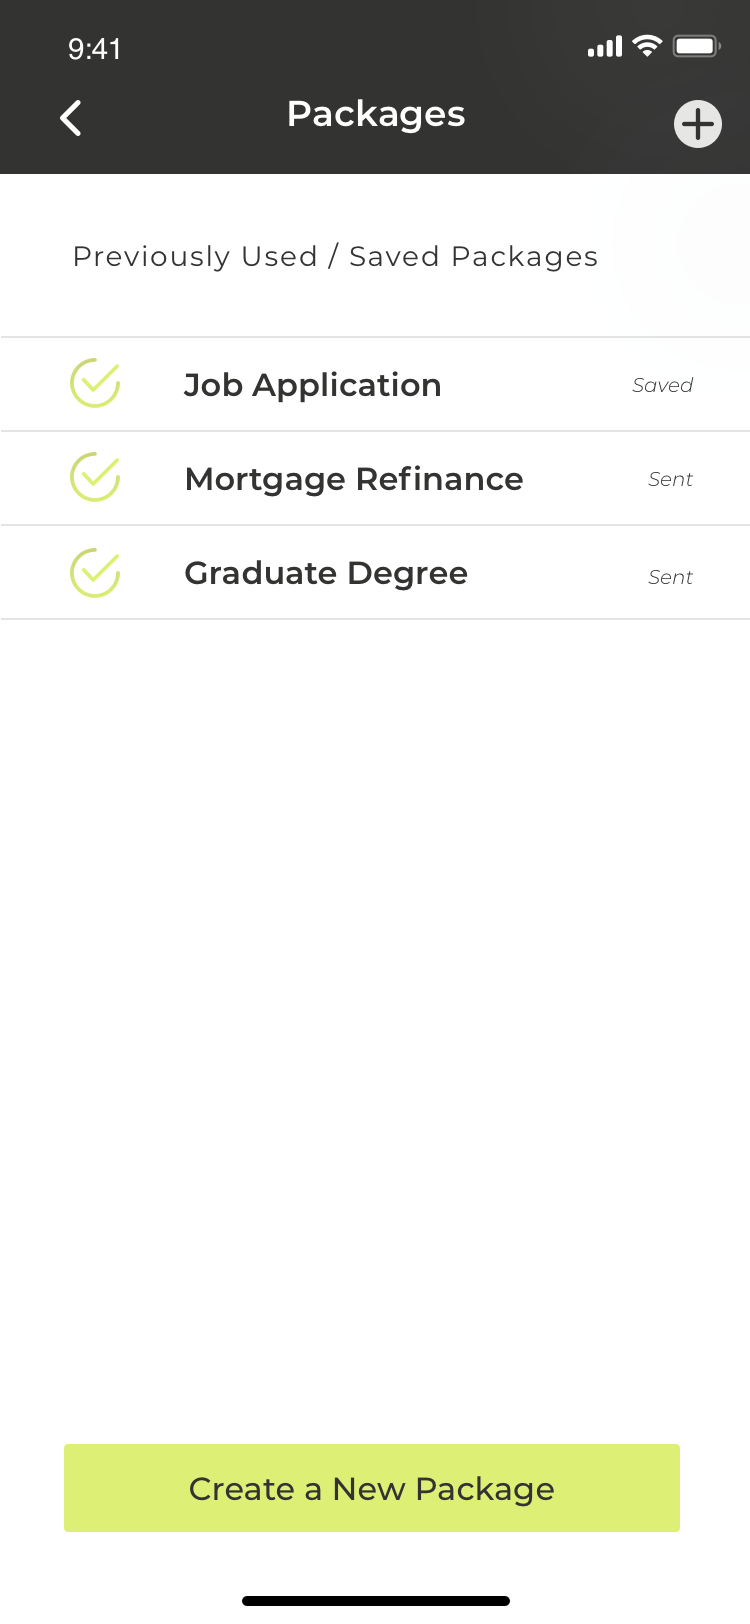 9:41
Packages
Previously Used / Saved Packages
Job Application Saved
Mortgage Refinance Sent
Graduate Degree Sent
Create a New Package